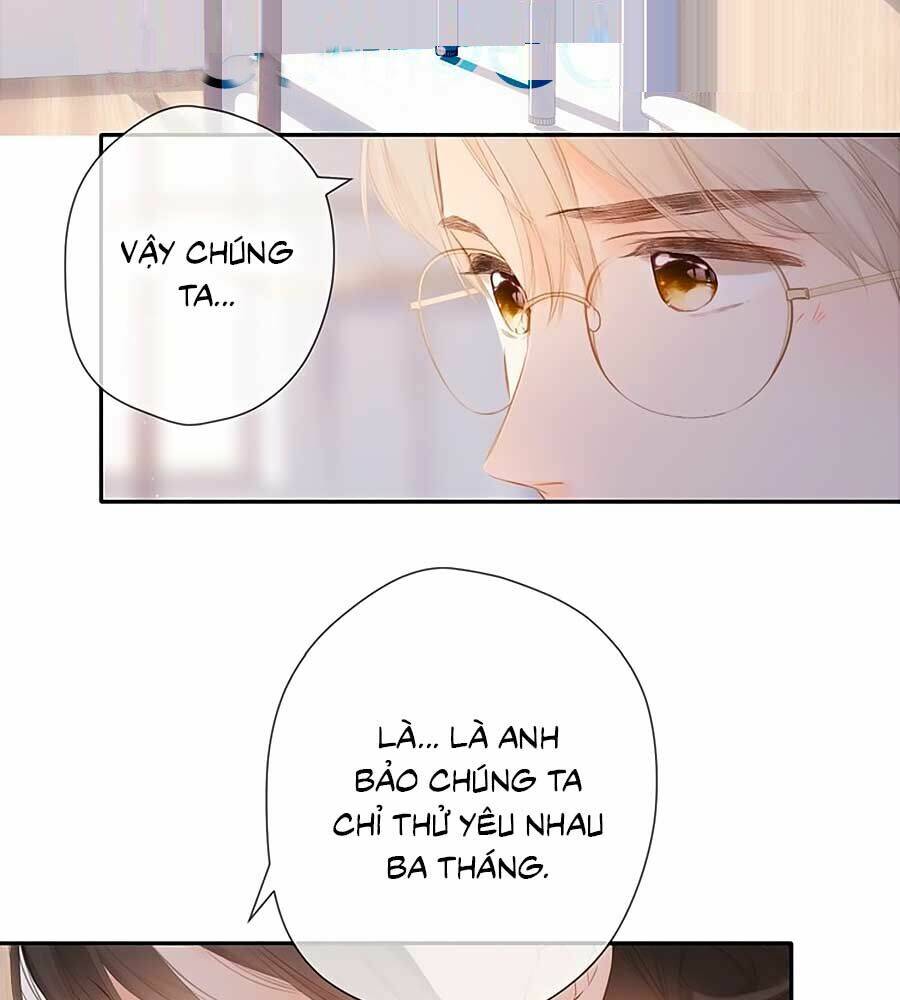 VẬY CHÚNG
TA...
LÀ... LÀ ANH
BẢO CHÚNG TA
CHỈ THỬ YÊU NHAU
BA THÁNG.